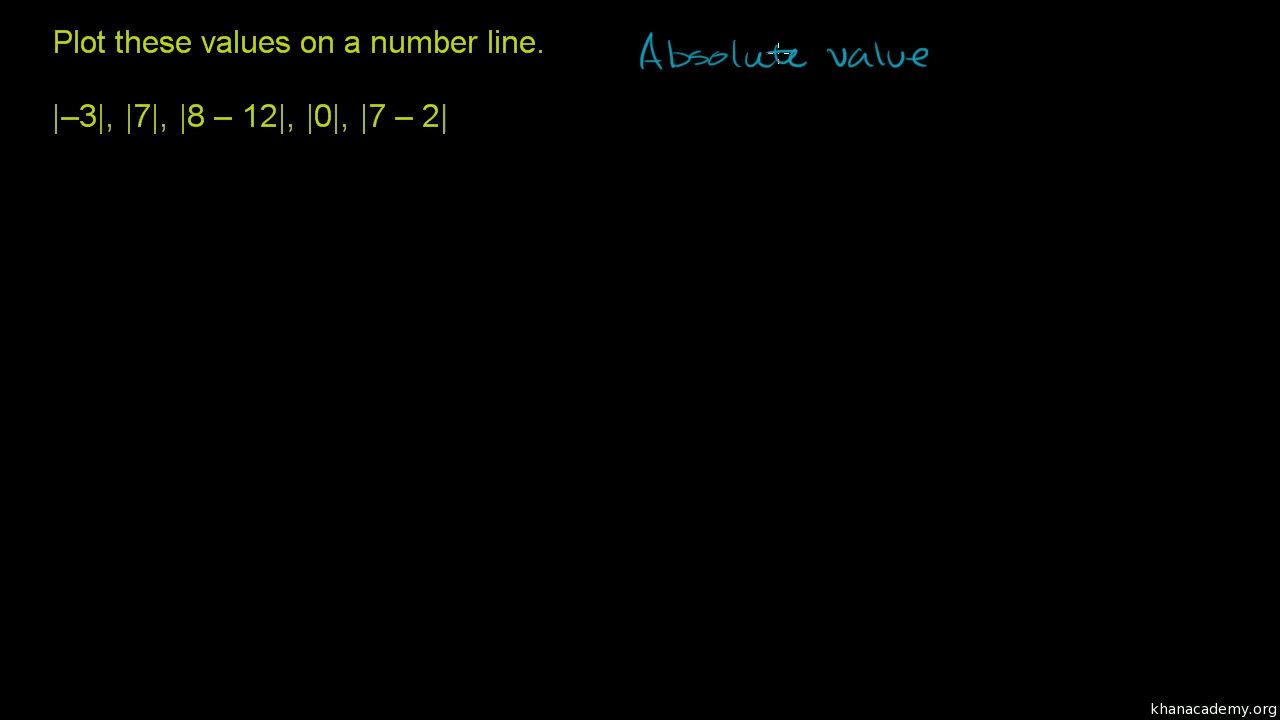 Plot these values on a number line.
Absolute value
|–3|, |7|, |8 – 12|, |0|, |7 – 2|
khanacademy.org